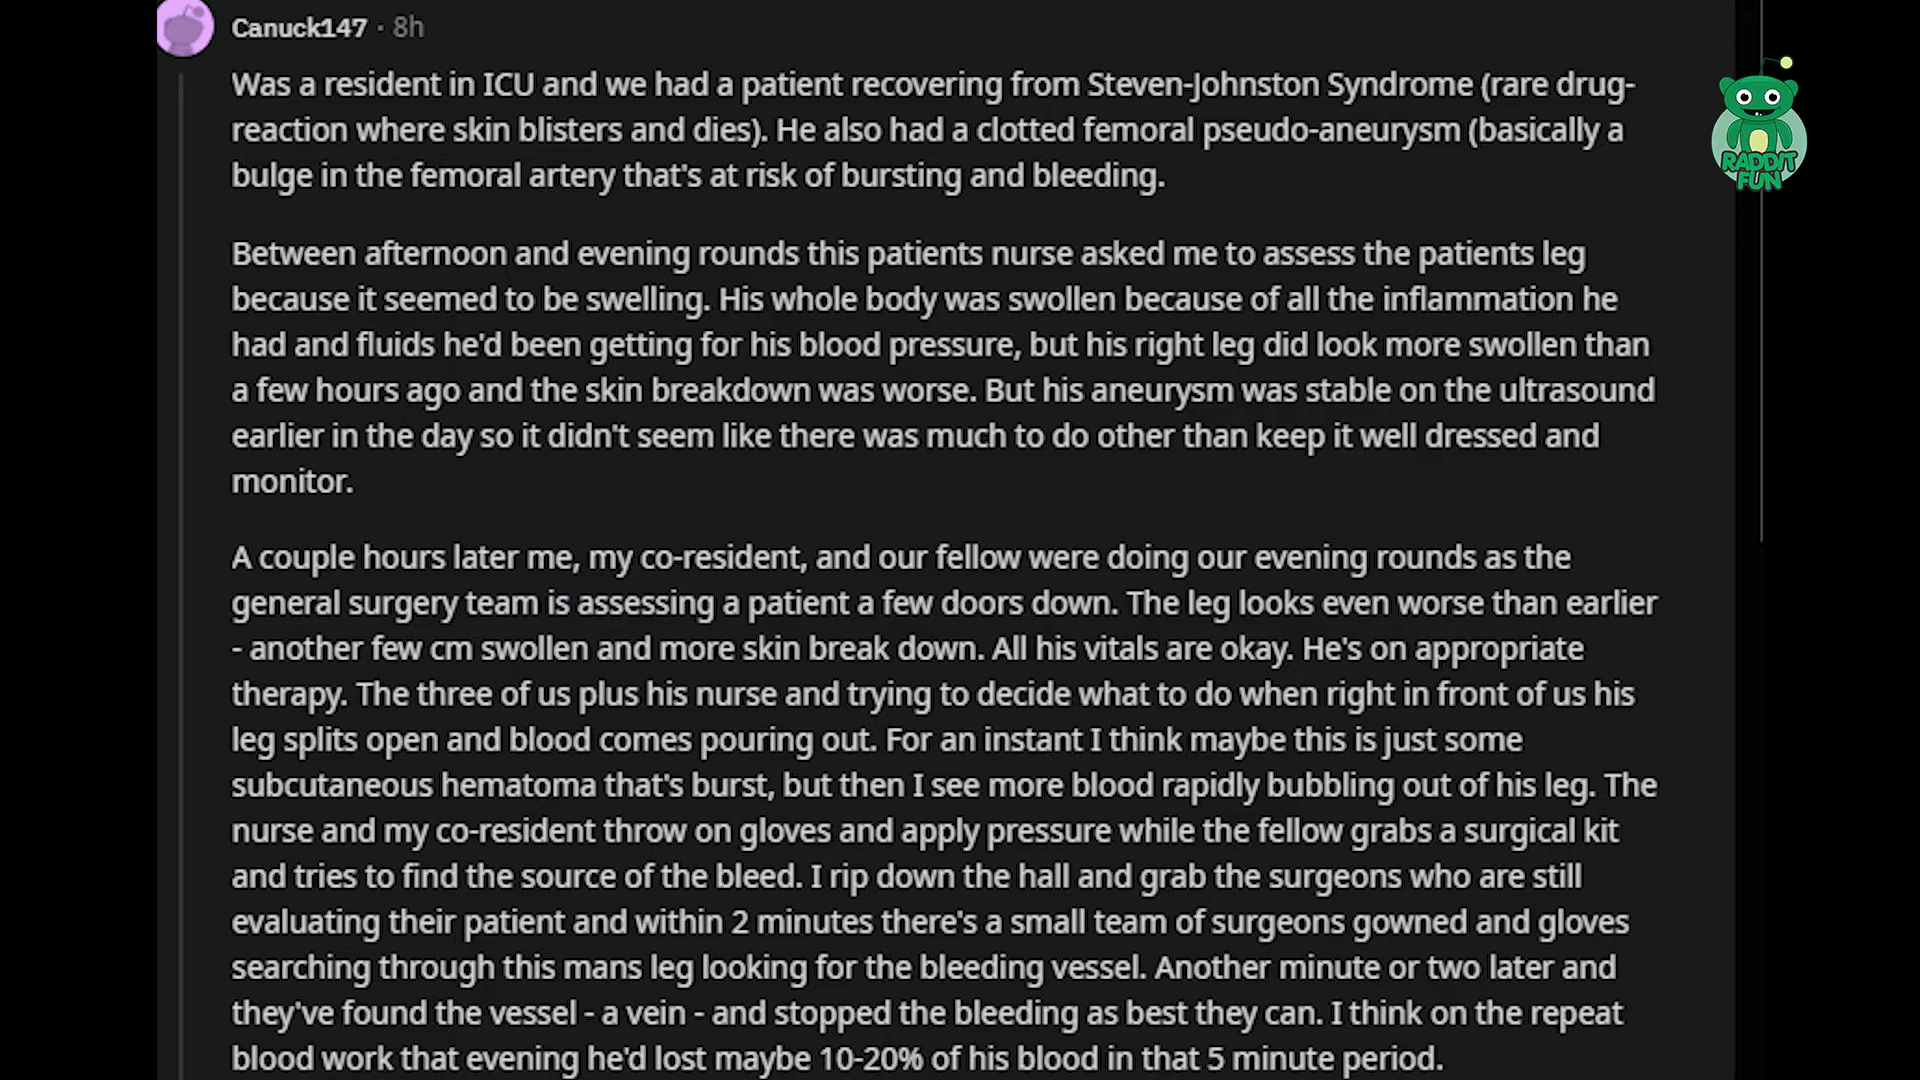 Canuck147 · 8h
Was a resident in ICU and we had a patient recovering from Steven-Johnston Syndrome (rare drug-
reaction where skin blisters and dies). He also had a clotted femoral pseudo-aneurysm (basically a
bulge in the femoral artery that's at risk of bursting and bleeding.
Between afternoon and evening rounds this patients nurse asked me to assess the patients leg
because it seemed to be swelling. His whole body was swollen because of all the inflammation he
had and fluids he'd been getting for his blood pressure, but his right leg did look more swollen than
a few hours ago and the skin breakdown was worse. But his aneurysm was stable on the ultrasound
earlier in the day so it didn't seem like there was much to do other than keep it well dressed and
monitor.
A couple hours later me, my co-resident, and our fellow were doing our evening rounds as the
general surgery team is assessing a patient a few doors down. The leg looks even worse than earlier
- another few cm swollen and more skin break down. All his vitals are okay. He's on appropriate
therapy. The three of us plus his nurse and trying to decide what to do when right in front of us his
leg splits open and blood comes pouring out. For an instant I think maybe this is just some
subcutaneous hematoma that's burst, but then I see more blood rapidly bubbling out of his leg. The
nurse and my co-resident throw on gloves and apply pressure while the fellow grabs a surgical kit
and tries to find the source of the bleed. I rip down the hall and grab the surgeons who are still
evaluating their patient and within 2 minutes there's a small team of surgeons gowned and gloves
searching through this mans leg looking for the bleeding vessel. Another minute or two later and
they've found the vessel - a vein - and stopped the bleeding as best they can. I think on the repeat
blood work that evening he'd lost maybe 10-20% of his blood in that 5 minute period.
RADDIT
FUN